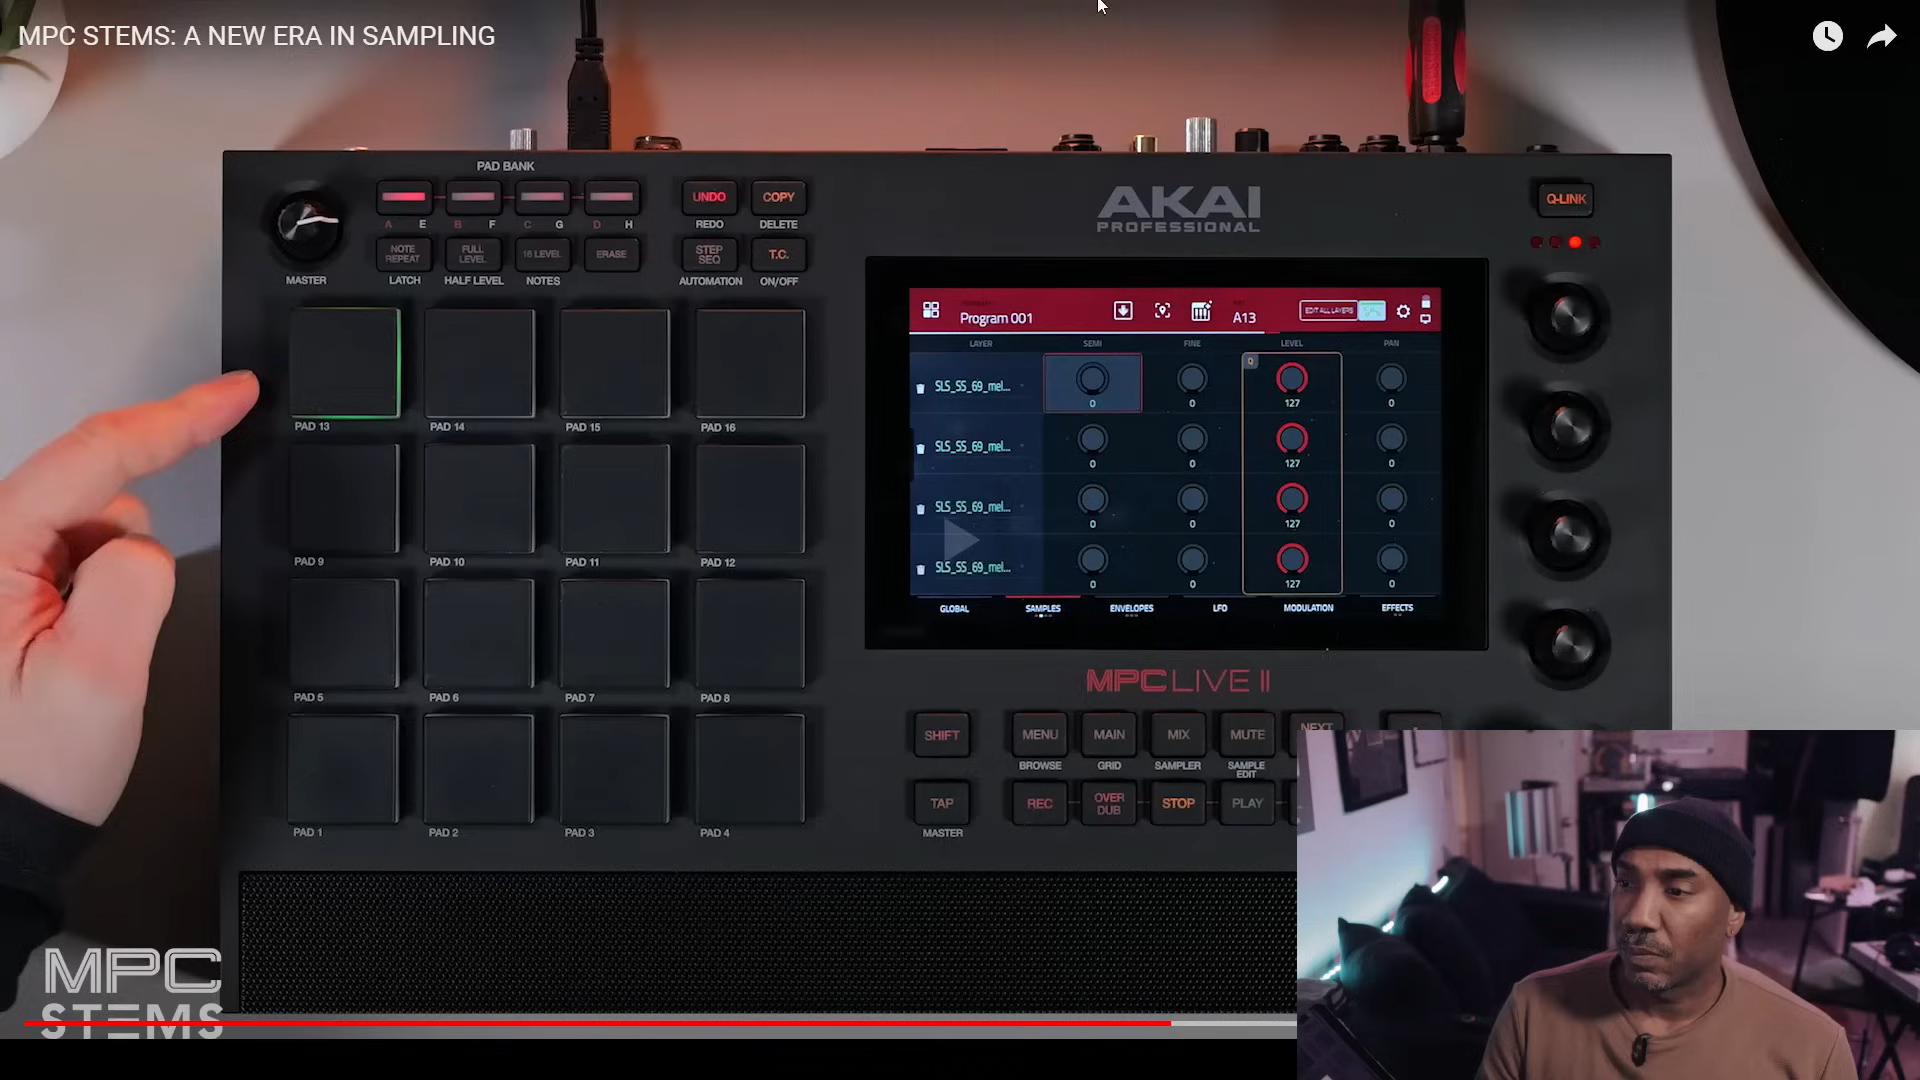 MPC STEMS: A NEW ERA IN SAMPLING
PAD BANK
UNDO COPY
A E B F C G D H REDO DELETE
NOTE REPEAT FULL LEVEL 16 LEVEL ERASE STEP SEQ T.C.
MASTER LATCH HALF LEVEL NOTES AUTOMATION ON/OFF
AKAI
PROFESSIONAL
Q-LINK
Program 001 A13 EDIT ALL LAYERS
LAYER SEMI FINE LEVEL PAN
Q
SLS_SS_69_mel...
0 0 127 0
SLS_SS_69_mel...
0 0 127 0
SLS_SS_69_mel...
0 0 127 0
SLS_SS_69_mel...
0 0 127 0
GLOBAL SAMPLES ENVELOPES LFO MODULATION EFFECTS
PAD 13 PAD 14 PAD 15 PAD 16
PAD 9 PAD 10 PAD 11 PAD 12
PAD 5 PAD 6 PAD 7 PAD 8
PAD 1 PAD 2 PAD 3 PAD 4
MPC LIVE II
SHIFT MENU MAIN MIX MUTE NEXT
BROWSE GRID SAMPLER SAMPLE EDIT
TAP REC OVER DUB STOP PLAY
MASTER
MPC
STEMS